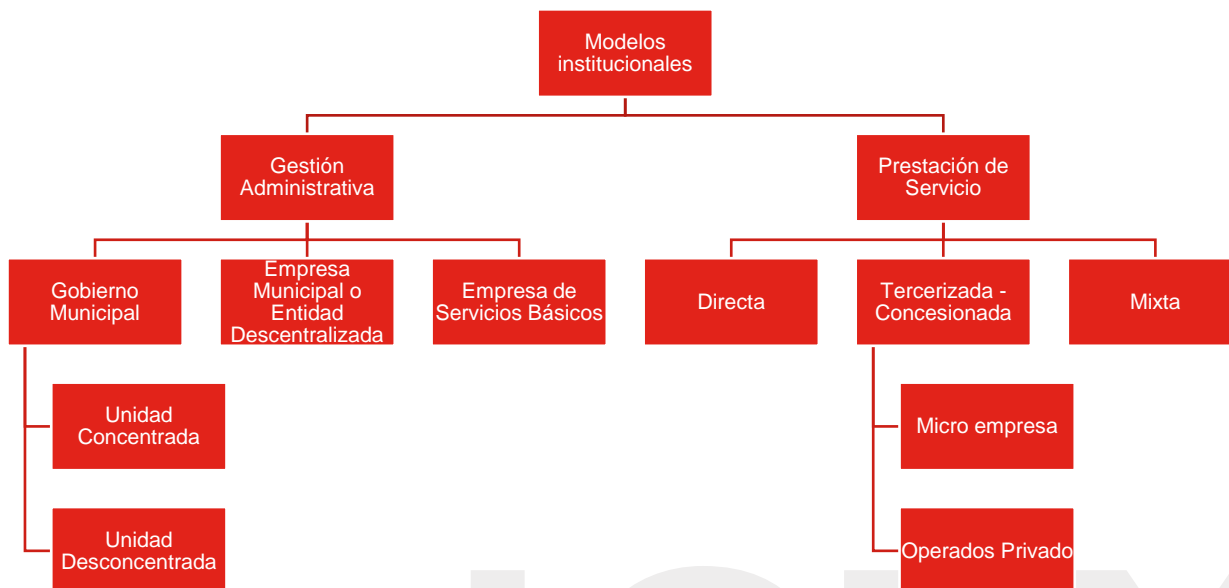 Modelos
institucionales
Gestión
Administrativa
Prestación de
Servicio
Gobierno
Municipal
Empresa
Municipal o
Entidad
Descentralizada
Empresa de
Servicios Básicos
Directa
Tercerizada -
Concesionada
Mixta
Unidad
Concentrada
Micro empresa
Unidad
Desconcentrada
Operados Privado